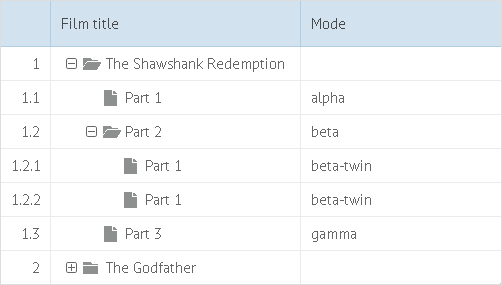 Film title Mode
1 The Shawshank Redemption
1.1 Part 1 alpha
1.2 Part 2 beta
1.2.1 Part 1 beta-twin
1.2.2 Part 1 beta-twin
1.3 Part 3 gamma
2 The Godfather